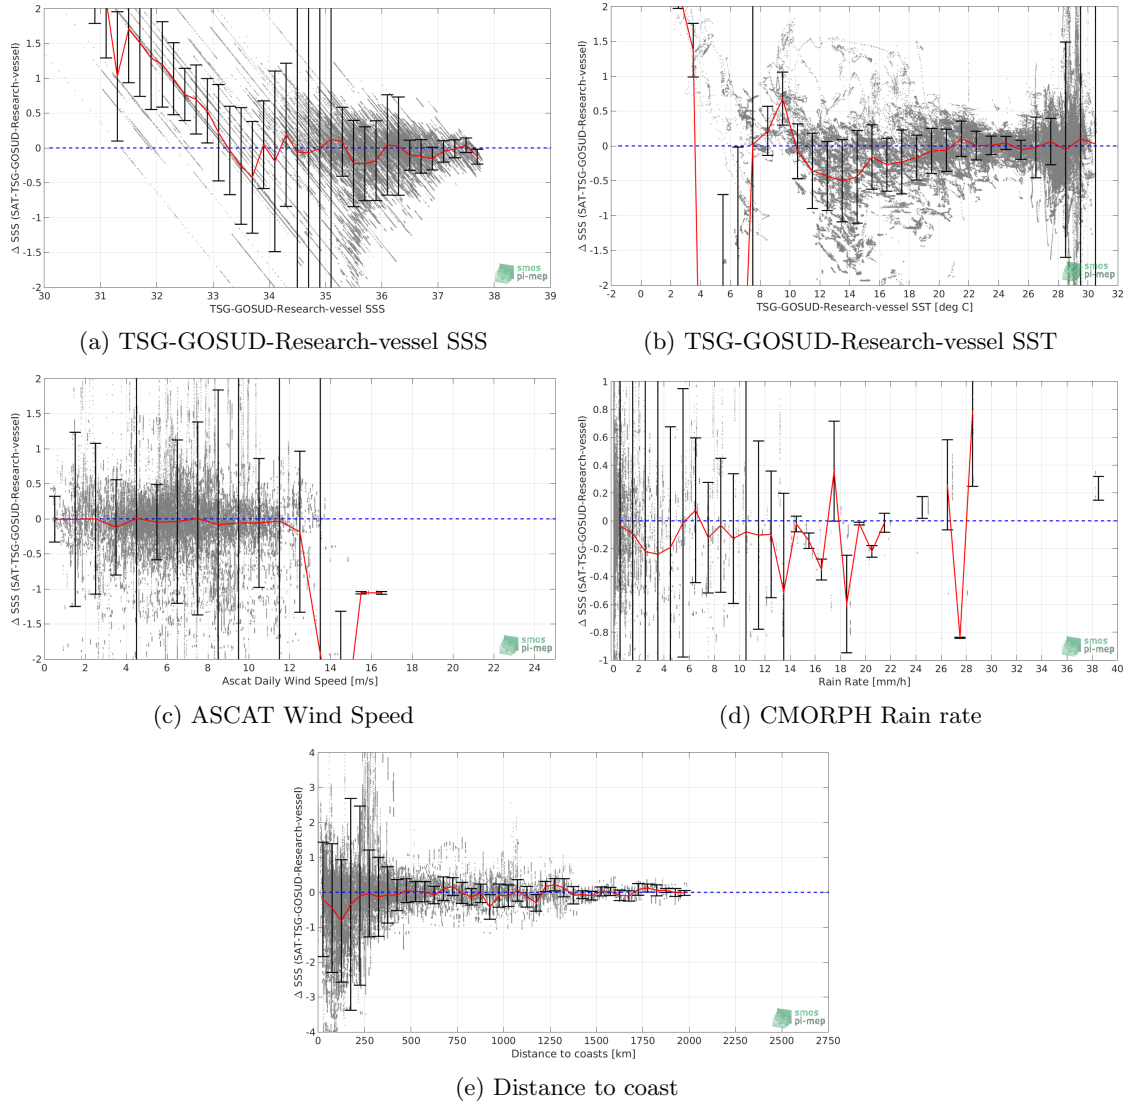 2
1.5
1
0.5
0
-0.5
-1
-1.5
-2
Δ SSS (SAT-TSG-GOSUD-Research-vessel)
30 31 32 33 34 35 36 37 38 39
TSG-GOSUD-Research-vessel SSS
smos
pi-mep
(a) TSG-GOSUD-Research-vessel SSS
2
1.5
1
0.5
0
-0.5
-1
-1.5
-2
Δ SSS (SAT-TSG-GOSUD-Research-vessel)
-2 0 2 4 6 8 10 12 14 16 18 20 22 24 26 28 30 32
TSG-GOSUD-Research-vessel SST [deg C]
smos
pi-mep
(b) TSG-GOSUD-Research-vessel SST
2
1.5
1
0.5
0
-0.5
-1
-1.5
-2
Δ SSS (SAT-TSG-GOSUD-Research-vessel)
0 2 4 6 8 10 12 14 16 18 20 22 24
Ascat Daily Wind Speed [m/s]
smos
pi-mep
(c) ASCAT Wind Speed
1
0.8
0.6
0.4
0.2
0
-0.2
-0.4
-0.6
-0.8
-1
Δ SSS (SAT-TSG-GOSUD-Research-vessel)
0 2 4 6 8 10 12 14 16 18 20 22 24 26 28 30 32 34 36 38 40
Rain Rate [mm/h]
smos
pi-mep
(d) CMORPH Rain rate
4
3
2
1
0
-1
-2
-3
-4
Δ SSS (SAT-TSG-GOSUD-Research-vessel)
0 250 500 750 1000 1250 1500 1750 2000 2250 2500 2750
Distance to coasts [km]
smos
pi-mep
(e) Distance to coast